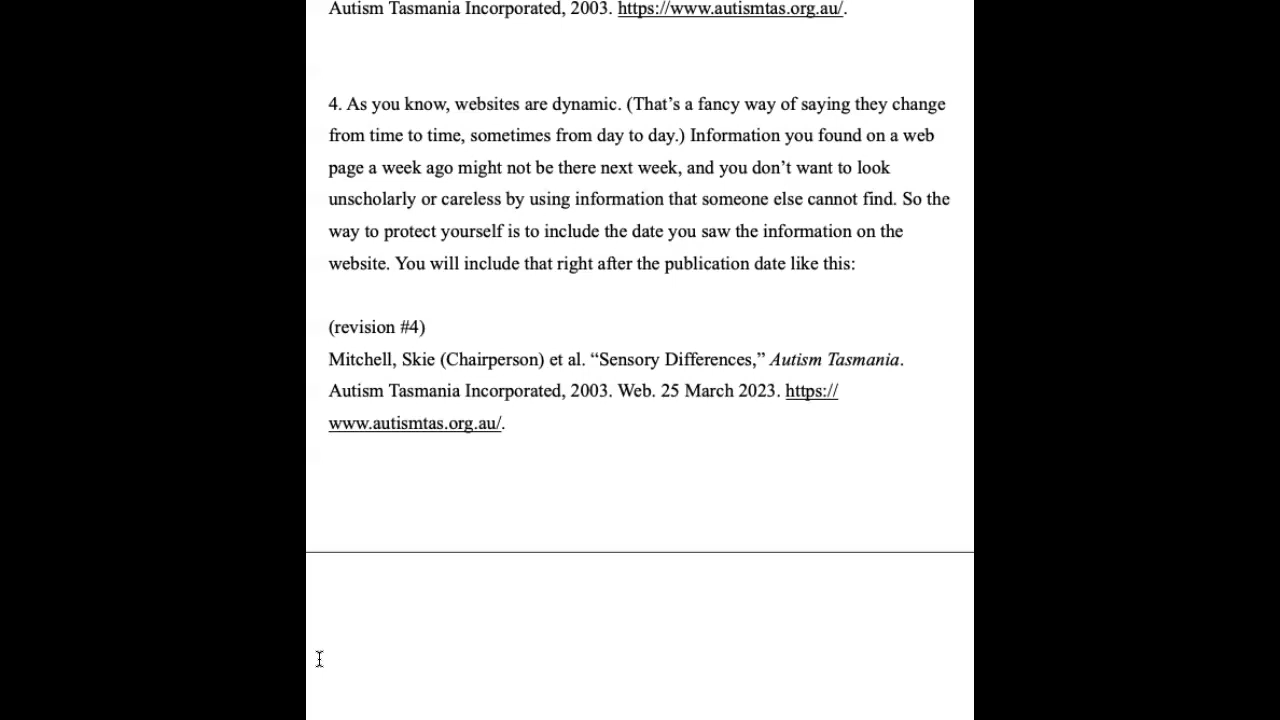 Autism Tasmania Incorporated, 2003. https://www.autismtas.org.au/.
4. As you know, websites are dynamic. (That’s a fancy way of saying they change
from time to time, sometimes from day to day.) Information you found on a web
page a week ago might not be there next week, and you don’t want to look
unscholarly or careless by using information that someone else cannot find. So the
way to protect yourself is to include the date you saw the information on the
website. You will include that right after the publication date like this:
(revision #4)
Mitchell, Skie (Chairperson) et al. “Sensory Differences,” Autism Tasmania.
Autism Tasmania Incorporated, 2003. Web. 25 March 2023. https://
www.autismtas.org.au/.